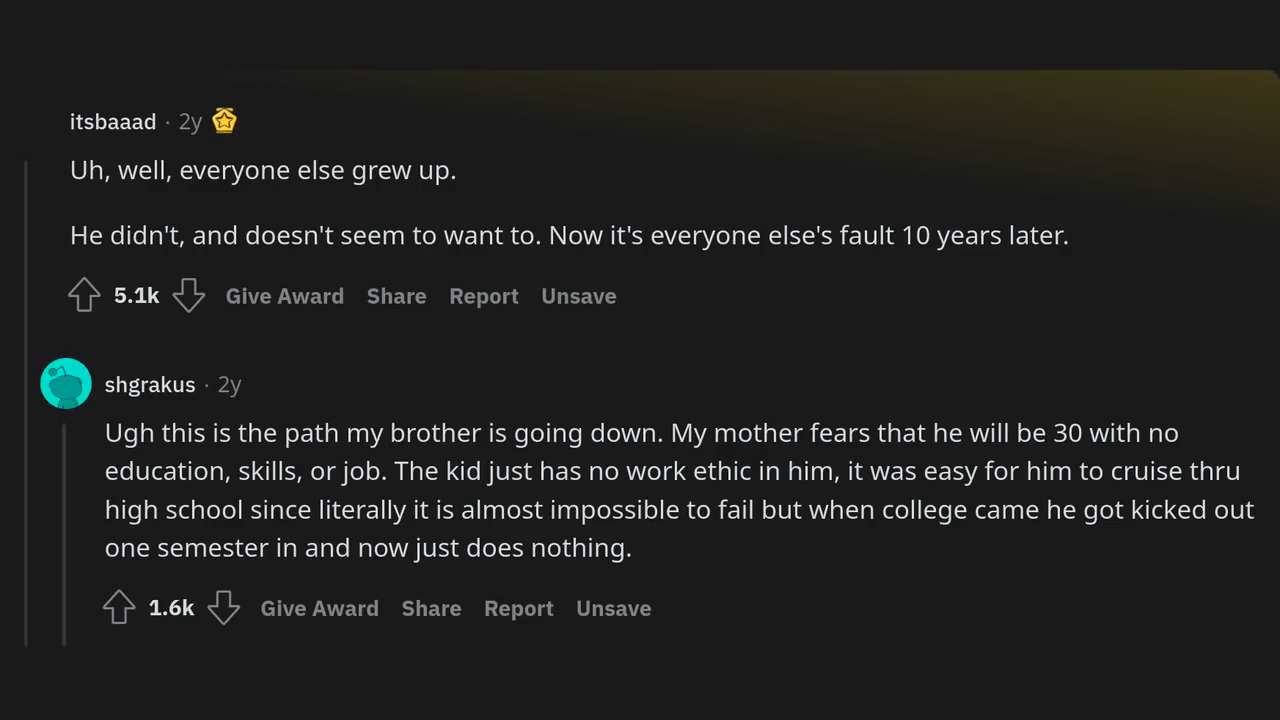 itsbaaad · 2y
Uh, well, everyone else grew up.
He didn't, and doesn't seem to want to. Now it's everyone else's fault 10 years later.
5.1k Give Award Share Report Unsave
shgrakus · 2y
Ugh this is the path my brother is going down. My mother fears that he will be 30 with no
education, skills, or job. The kid just has no work ethic in him, it was easy for him to cruise thru
high school since literally it is almost impossible to fail but when college came he got kicked out
one semester in and now just does nothing.
1.6k Give Award Share Report Unsave